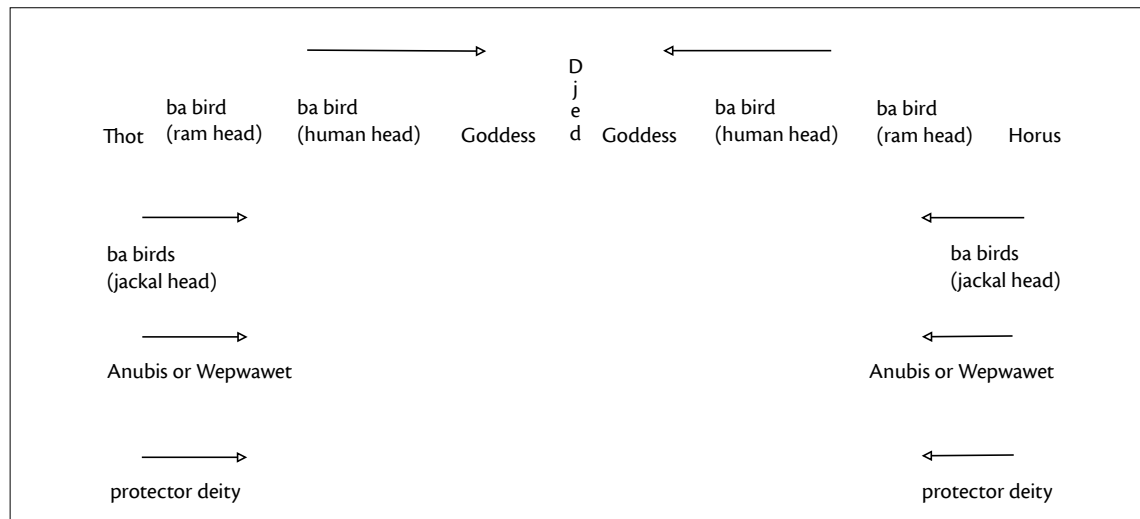 Djed
Thot ba bird (ram head) ba bird (human head) Goddess Goddess ba bird (human head) ba bird (ram head) Horus
ba birds (jackal head)
ba birds (jackal head)
Anubis or Wepwawet
Anubis or Wepwawet
protector deity
protector deity